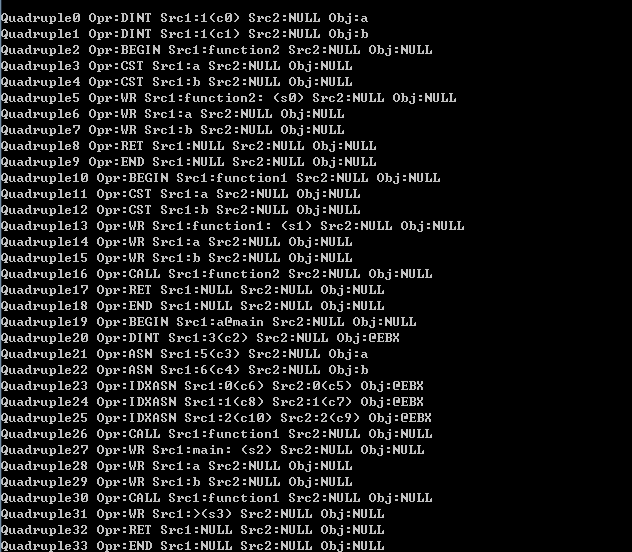 Quadruple0 Opr:DINT Src1:1(c0) Src2:NULL Obj:a
Quadruple1 Opr:DINT Src1:1(c1) Src2:NULL Obj:b
Quadruple2 Opr:BEGIN Src1:function2 Src2:NULL Obj:NULL
Quadruple3 Opr:CST Src1:a Src2:NULL Obj:NULL
Quadruple4 Opr:CST Src1:b Src2:NULL Obj:NULL
Quadruple5 Opr:WR Src1:function2: (s0) Src2:NULL Obj:NULL
Quadruple6 Opr:WR Src1:a Src2:NULL Obj:NULL
Quadruple7 Opr:WR Src1:b Src2:NULL Obj:NULL
Quadruple8 Opr:RET Src1:NULL Src2:NULL Obj:NULL
Quadruple9 Opr:END Src1:NULL Src2:NULL Obj:NULL
Quadruple10 Opr:BEGIN Src1:function1 Src2:NULL Obj:NULL
Quadruple11 Opr:CST Src1:a Src2:NULL Obj:NULL
Quadruple12 Opr:CST Src1:b Src2:NULL Obj:NULL
Quadruple13 Opr:WR Src1:function1: (s1) Src2:NULL Obj:NULL
Quadruple14 Opr:WR Src1:a Src2:NULL Obj:NULL
Quadruple15 Opr:WR Src1:b Src2:NULL Obj:NULL
Quadruple16 Opr:CALL Src1:function2 Src2:NULL Obj:NULL
Quadruple17 Opr:RET Src1:NULL Src2:NULL Obj:NULL
Quadruple18 Opr:END Src1:NULL Src2:NULL Obj:NULL
Quadruple19 Opr:BEGIN Src1:a@main Src2:NULL Obj:NULL
Quadruple20 Opr:DINT Src1:3(c2) Src2:NULL Obj:@EBX
Quadruple21 Opr:ASN Src1:5(c3) Src2:NULL Obj:a
Quadruple22 Opr:ASN Src1:6(c4) Src2:NULL Obj:b
Quadruple23 Opr:IDXASN Src1:0(c6) Src2:0(c5) Obj:@EBX
Quadruple24 Opr:IDXASN Src1:1(c8) Src2:1(c7) Obj:@EBX
Quadruple25 Opr:IDXASN Src1:2(c10) Src2:2(c9) Obj:@EBX
Quadruple26 Opr:CALL Src1:function1 Src2:NULL Obj:NULL
Quadruple27 Opr:WR Src1:main: (s2) Src2:NULL Obj:NULL
Quadruple28 Opr:WR Src1:a Src2:NULL Obj:NULL
Quadruple29 Opr:WR Src1:b Src2:NULL Obj:NULL
Quadruple30 Opr:CALL Src1:function1 Src2:NULL Obj:NULL
Quadruple31 Opr:WR Src1:>(s3) Src2:NULL Obj:NULL
Quadruple32 Opr:RET Src1:NULL Src2:NULL Obj:NULL
Quadruple33 Opr:END Src1:NULL Src2:NULL Obj:NULL